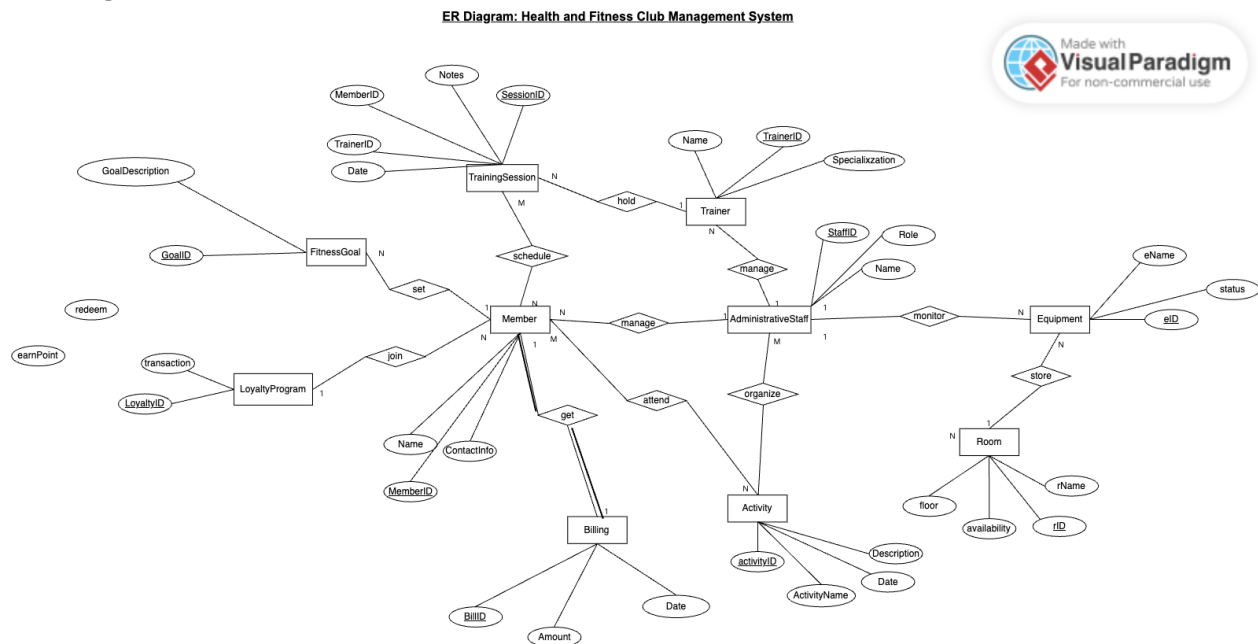 ER Diagram: Health and Fitness Club Management System
Made with
Visual Paradigm
For non-commercial use
Notes
MemberID
SessionID
TrainerID
Date
TrainingSession
N
M
hold
1
Name
TrainerID
Specialixzation
Trainer
N
GoalDescription
GoalID
FitnessGoal
N
set
schedule
manage
StaffID
Role
Name
eName
status
eID
redeem
earnPoint
transaction
LoyaltyID
LoyaltyProgram
1
join
1
N
N
Member
N
M
1
manage
1
1
1
1
AdministrativeStaff
M
monitor
N
Equipment
N
store
1
N
Room
floor
availability
rID
rName
get
attend
organize
Name
MemberID
ContactInfo
1
Billing
BillID
Amount
Date
N
Activity
activityID
ActivityName
Date
Description